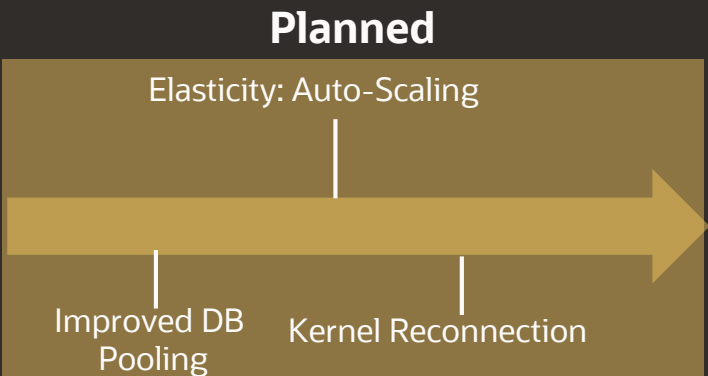 Planned
Elasticity: Auto-Scaling
Improved DB
Pooling
Kernel Reconnection